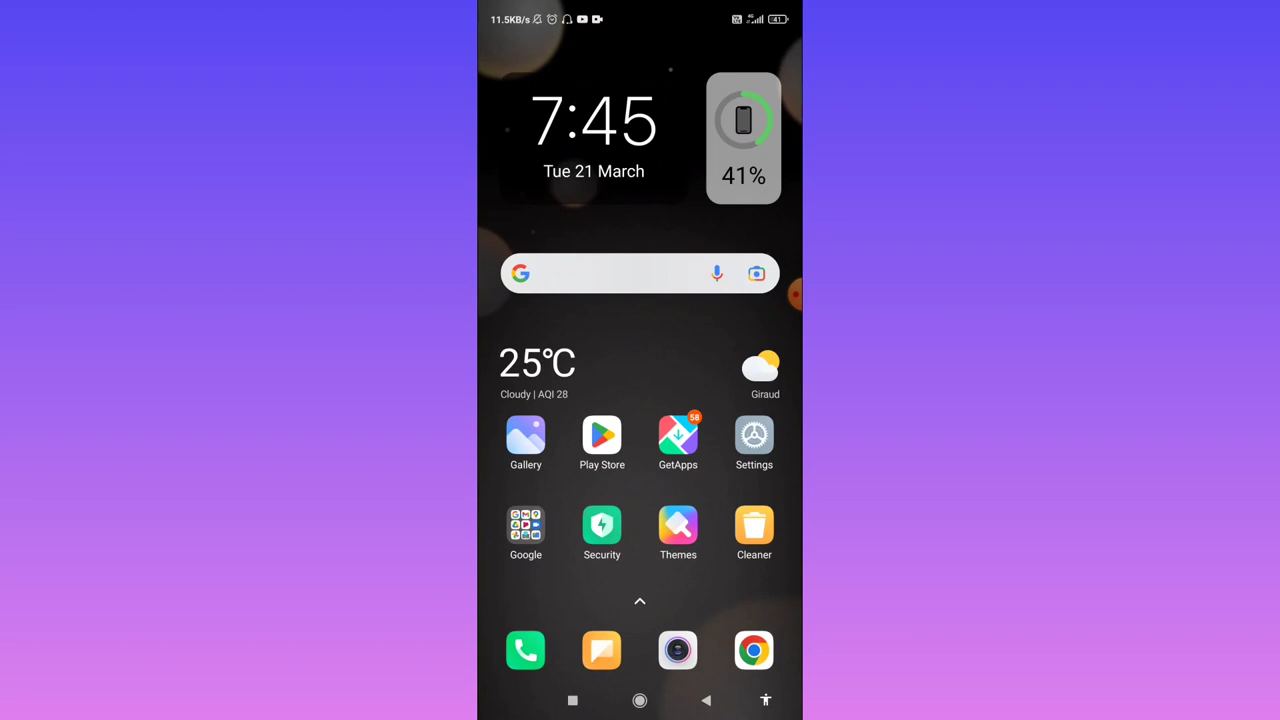 11.5KB/s 4G 41
7:45
Tue 21 March
41%
25°C
Cloudy | AQI 28
Giraud
58
Gallery
Play Store
GetApps
Settings
Google
Security
Themes
Cleaner